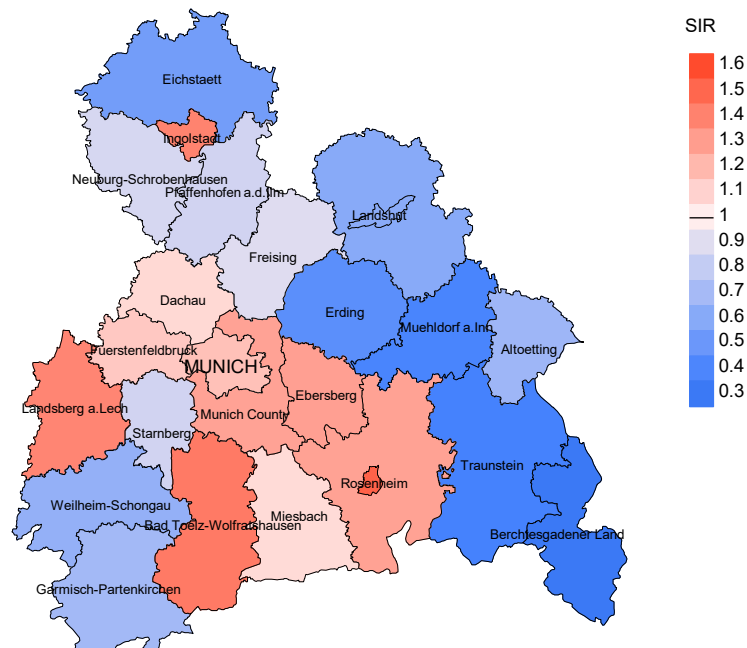 SIR
1.6
1.5
1.4
1.3
1.2
1.1
1
0.9
0.8
0.7
0.6
0.5
0.4
0.3
Eichstaett
Ingolstadt
Neuburg-Schrobenhausen
Pfaffenhofen a.d.Ilm
Landshut
Freising
Dachau
Erding
Muehldorf a.Inn
Altoetting
Fuerstenfeldbruck
MUNICH
Ebersberg
Landsberg a.Lech
Munich County
Starnberg
Traunstein
Rosenheim
Weilheim-Schongau
Miesbach
Bad Toelz-Wolfratshausen
Berchtesgadener Land
Garmisch-Partenkirchen